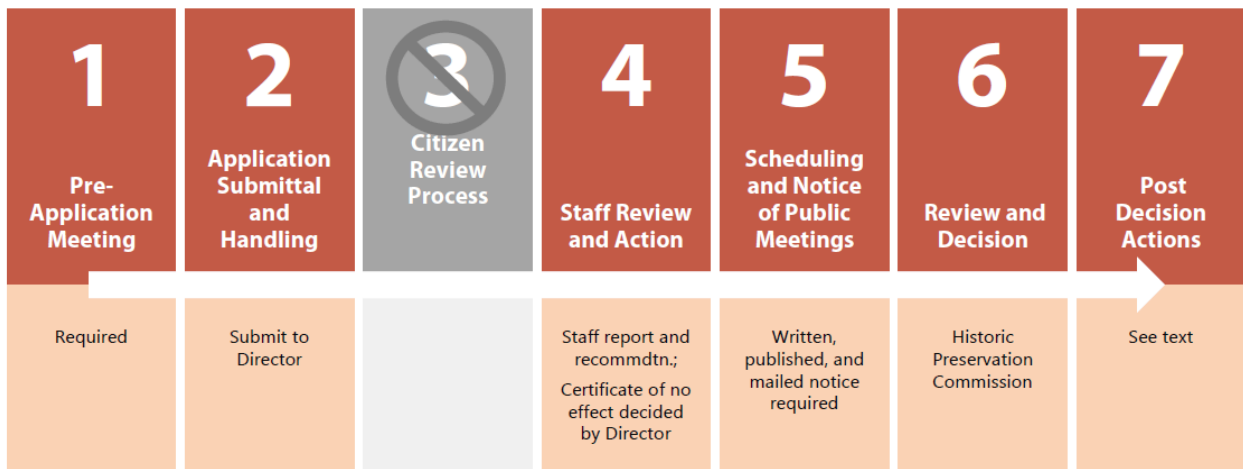 1
Pre-
Application
Meeting
Required
2
Application
Submittal
and
Handling
Submit to
Director
3
Citizen
Review
Process
4
Staff Review
and Action
Staff report and
recommdtn.;
Certificate of no
effect decided
by Director
5
Scheduling
and Notice
of Public
Meetings
Written,
published, and
mailed notice
required
6
Review and
Decision
Historic
Preservation
Commission
7
Post
Decision
Actions
See text